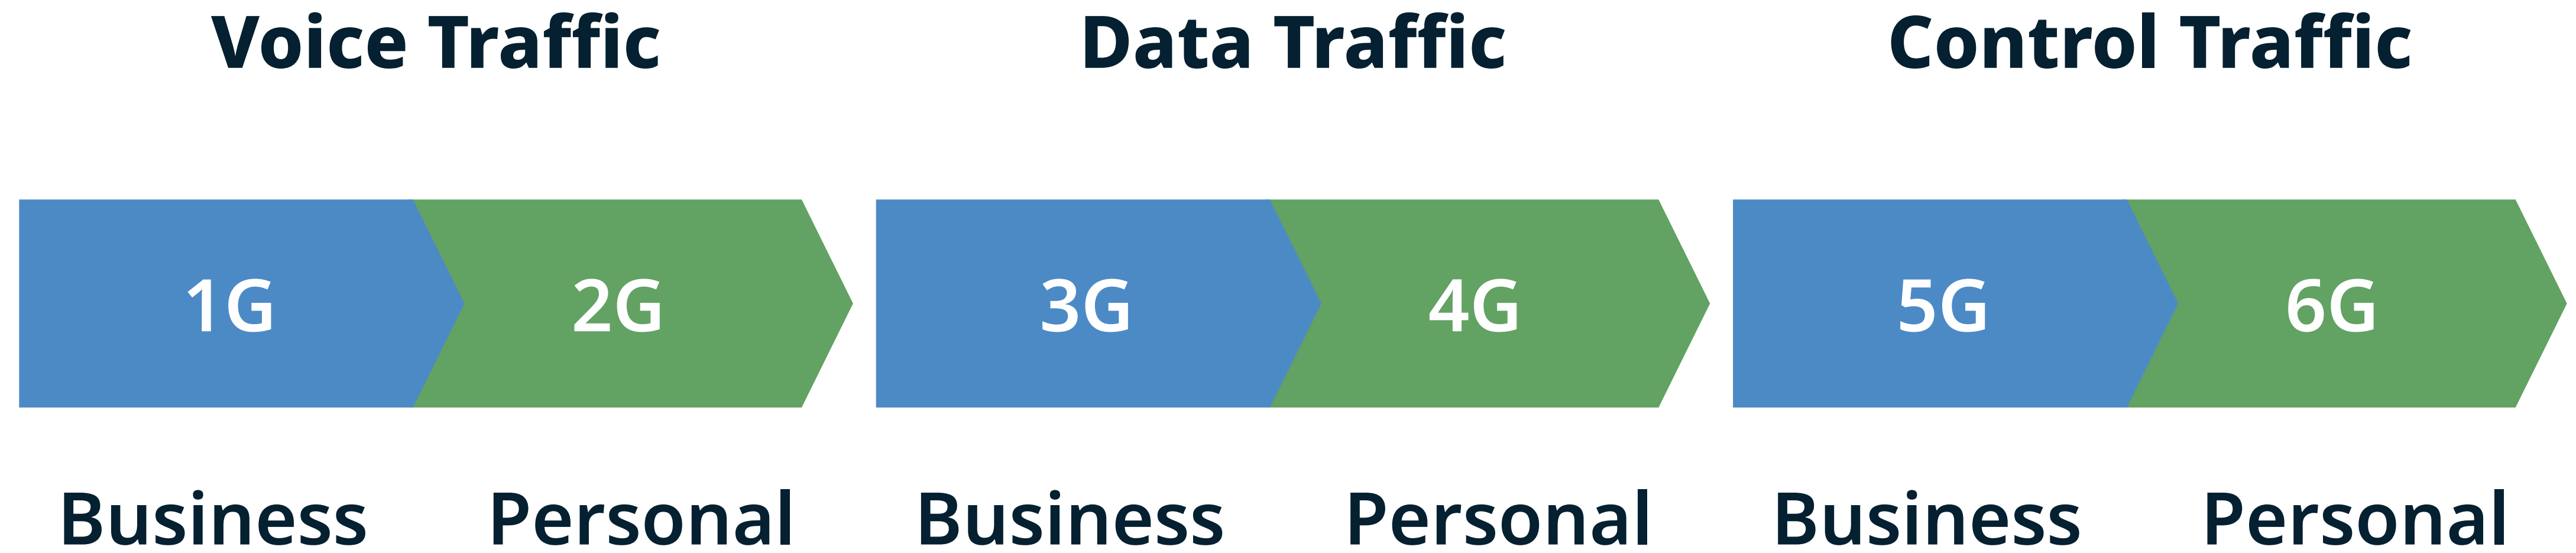 Voice Traffic Data Traffic Control Traffic
1G 2G 3G 4G 5G 6G
Business Personal Business Personal Business Personal